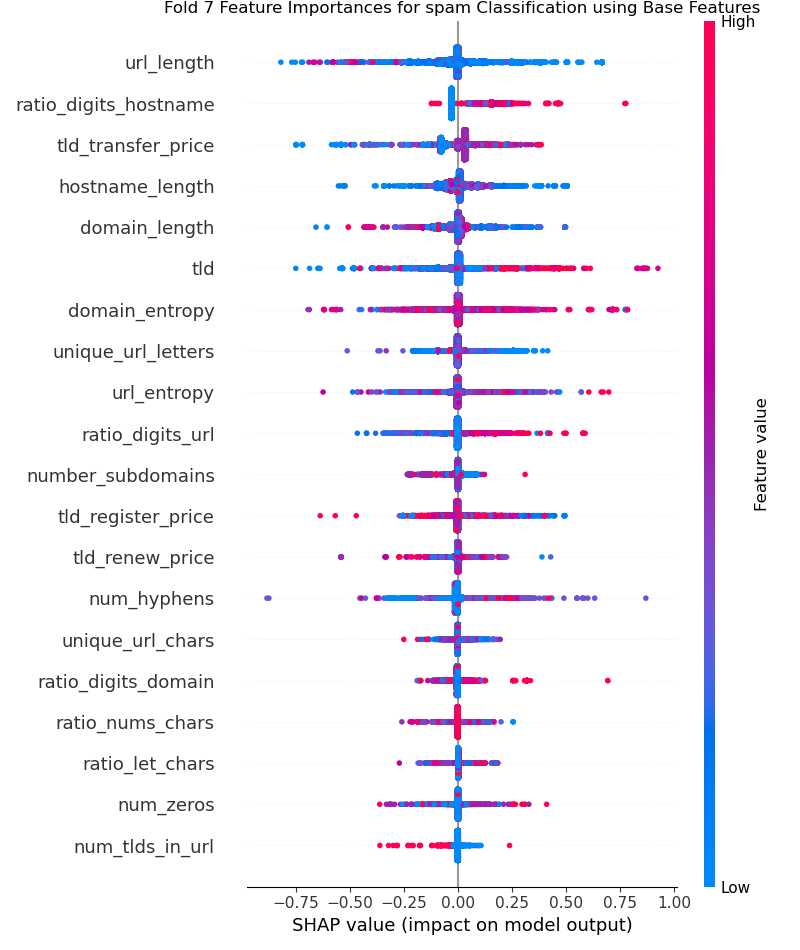 Fold 7 Feature Importances for spam Classification using Base Features
High
url_length
ratio_digits_hostname
tld_transfer_price
hostname_length
domain_length
tld
domain_entropy
unique_url_letters
url_entropy
ratio_digits_url
number_subdomains
tld_register_price
tld_renew_price
num_hyphens
unique_url_chars
ratio_digits_domain
ratio_nums_chars
ratio_let_chars
num_zeros
num_tlds_in_url
Feature value
Low
−0.75 −0.50 −0.25 0.00 0.25 0.50 0.75 1.00
SHAP value (impact on model output)